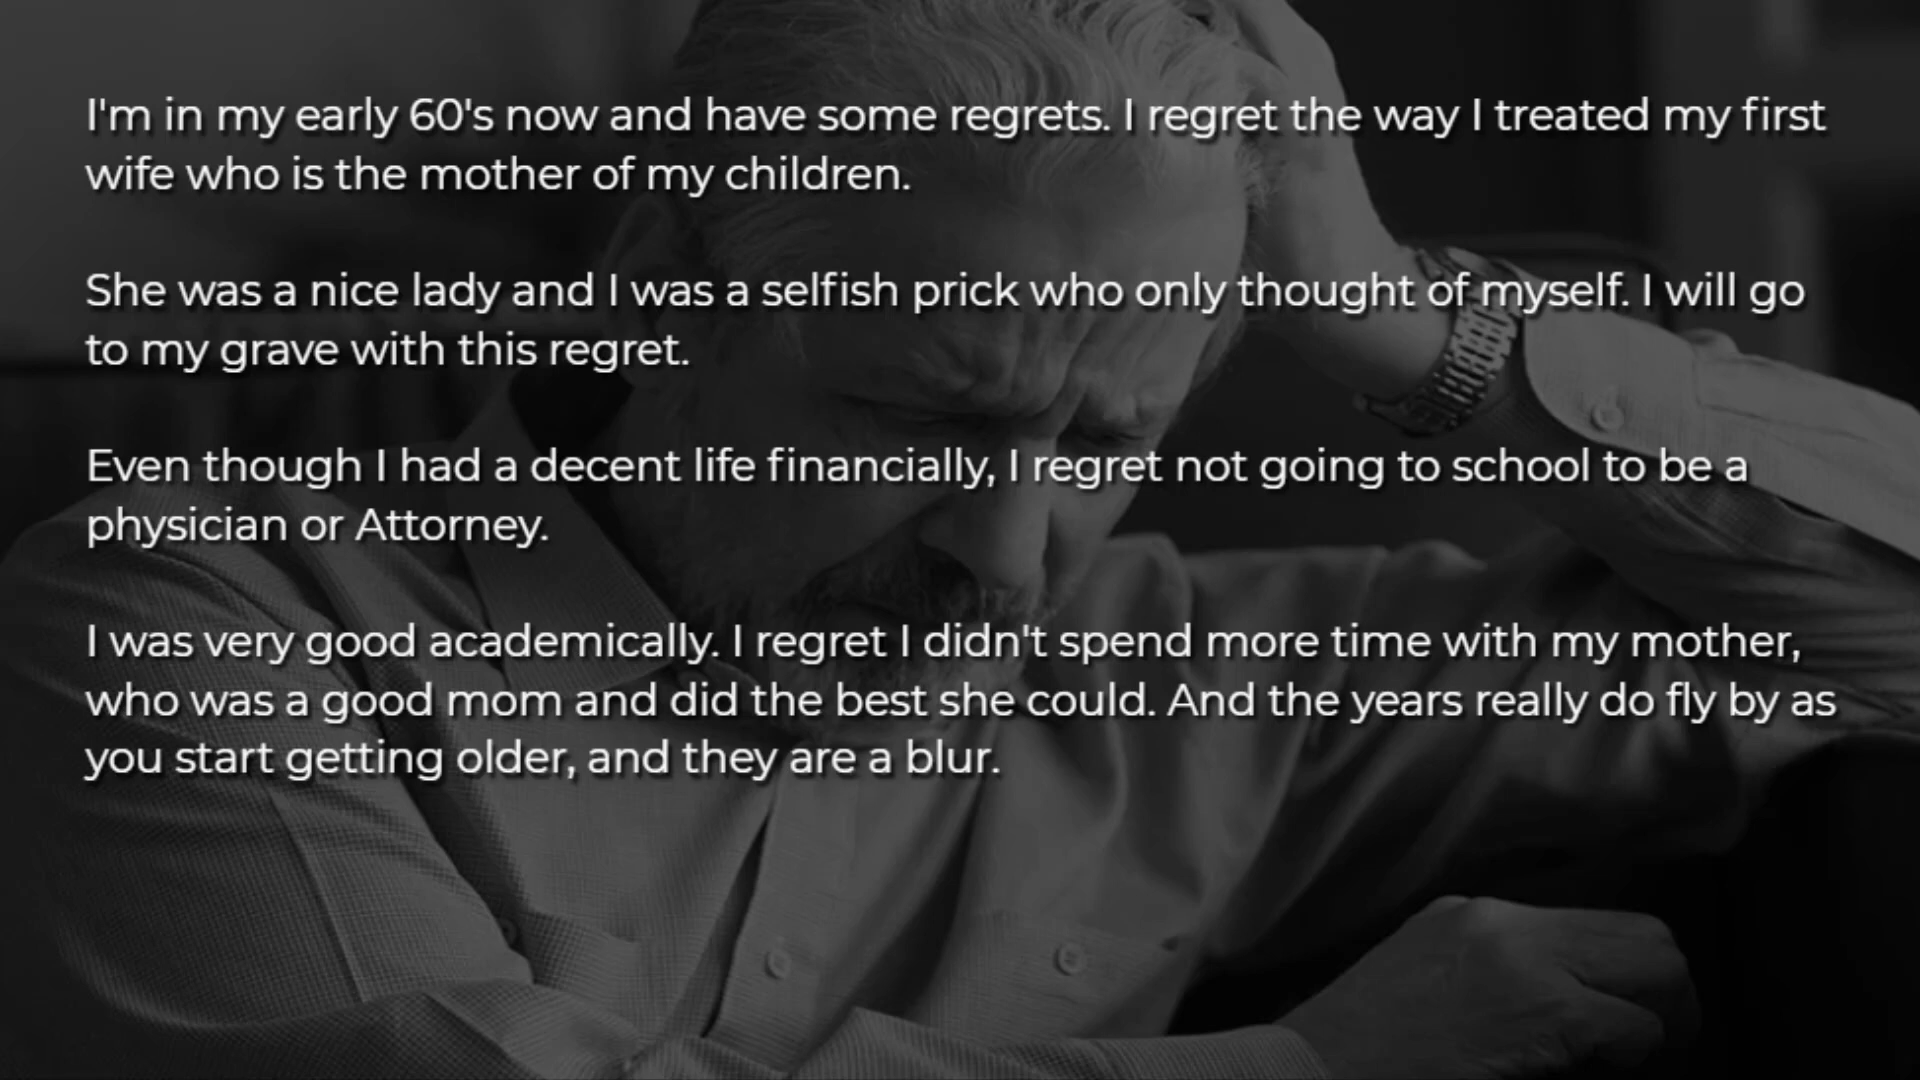 I'm in my early 60's now and have some regrets. I regret the way I treated my first
wife who is the mother of my children.
She was a nice lady and I was a selfish prick who only thought of myself. I will go
to my grave with this regret.
Even though I had a decent life financially, I regret not going to school to be a
physician or Attorney.
I was very good academically. I regret I didn't spend more time with my mother,
who was a good mom and did the best she could. And the years really do fly by as
you start getting older, and they are a blur.